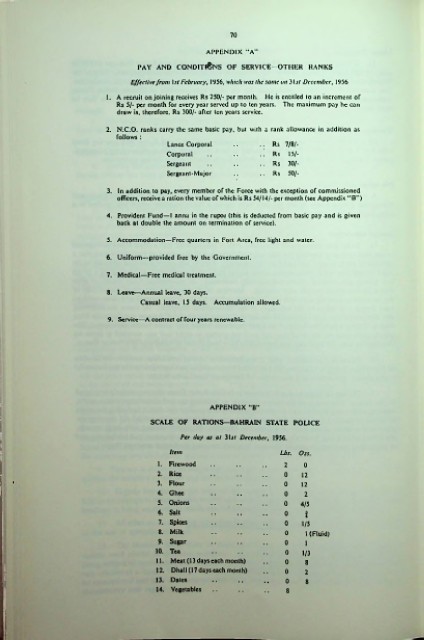 70
APPENDIX "A"
PAY AND CONDITIONS OF SERVICE—OTHER RANKS
Effective from 1st February, 1956, which was the same on 31st December, 1956
1. A recruit on joining receives Rs 250/- per month. He is entitled to an increment of
Rs 5/- per month for every year served up to ten years. The maximum pay he can
draw is, therefore, Rs 300/- after ten years service.
2. N.C.O. ranks carry the same basic pay, but with a rank allowance in addition as
follows :
Lance Corporal .. .. Rs 7/8/-
Corporal .. .. .. Rs 15/-
Sergeant .. .. .. Rs 30/-
Sergeant-Major .. .. Rs 50/-
3. In addition to pay, every member of the Force with the exception of commissioned
officers, receive a ration the value of which is Rs 54/14/- per month (see Appendix "B")
4. Provident Fund—1 anna in the rupee (this is deducted from basic pay and is given
back at double the amount on termination of service).
5. Accommodation—Free quarters in Fort Area, free light and water.
6. Uniform—provided free by the Government.
7. Medical—Free medical treatment.
8. Leave—Annual leave, 30 days.
Casual leave, 15 days. Accumulation allowed.
9. Service—A contract of four years renewable.
APPENDIX "B"
SCALE OF RATIONS—BAHRAIN STATE POLICE
Per day as at 31st December, 1956.
Item Lbs. Ozs.
1. Firewood .. .. .. 2 0
2. Rice .. .. .. 0 12
3. Flour .. .. .. 0 12
4. Ghee .. .. .. 0 2
5. Onions .. .. .. 0 4/5
6. Salt .. .. .. 0
7. Spices .. .. .. 0 1/5
8. Milk .. .. .. 0 1 (Fluid)
9. Sugar .. .. .. 0 1
10. Tea .. .. .. 0 1/3
11. Meat (13 days each month) .. 0 8
12. Dhall (17 days each month) .. 0 2
13. Dates .. .. .. 0 8
14. Vegetables .. .. .. 8